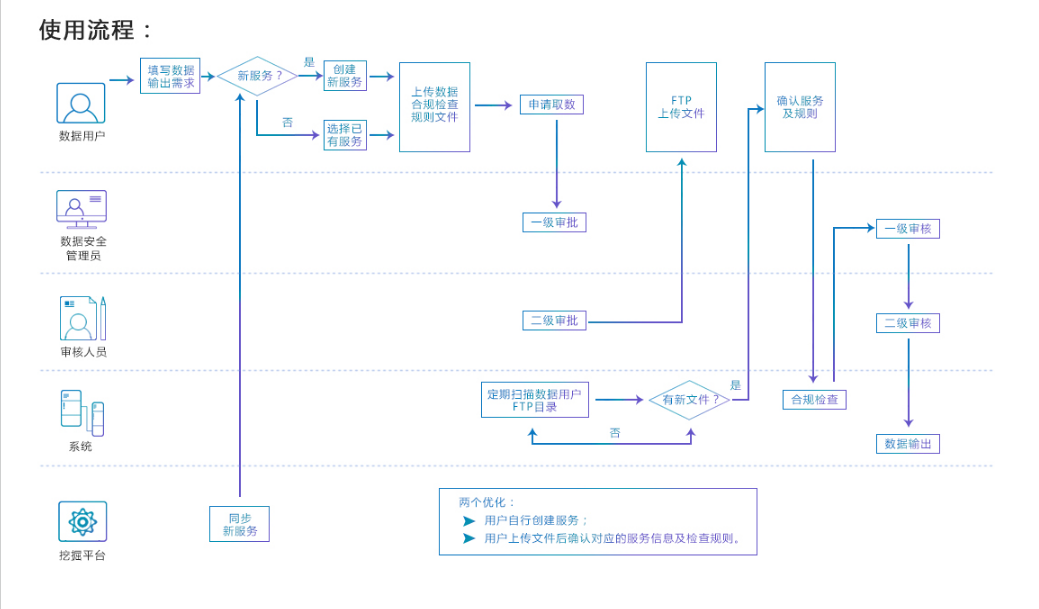 使用流程：
填写数据
输出需求
新服务？
是
创建
新服务
否
选择已
有服务
上传数据
合规检查
规则文件
申请取数
FTP
上传文件
确认服务
及规则
数据用户
一级审批
一级审核
数据安全
管理员
二级审批
二级审核
审核人员
定期扫描数据用户
FTP目录
有新文件？
是
否
合规检查
数据输出
系统
同步
新服务
挖掘平台
两个优化：
用户自行创建服务；
用户上传文件后确认对应的服务信息及检查规则。